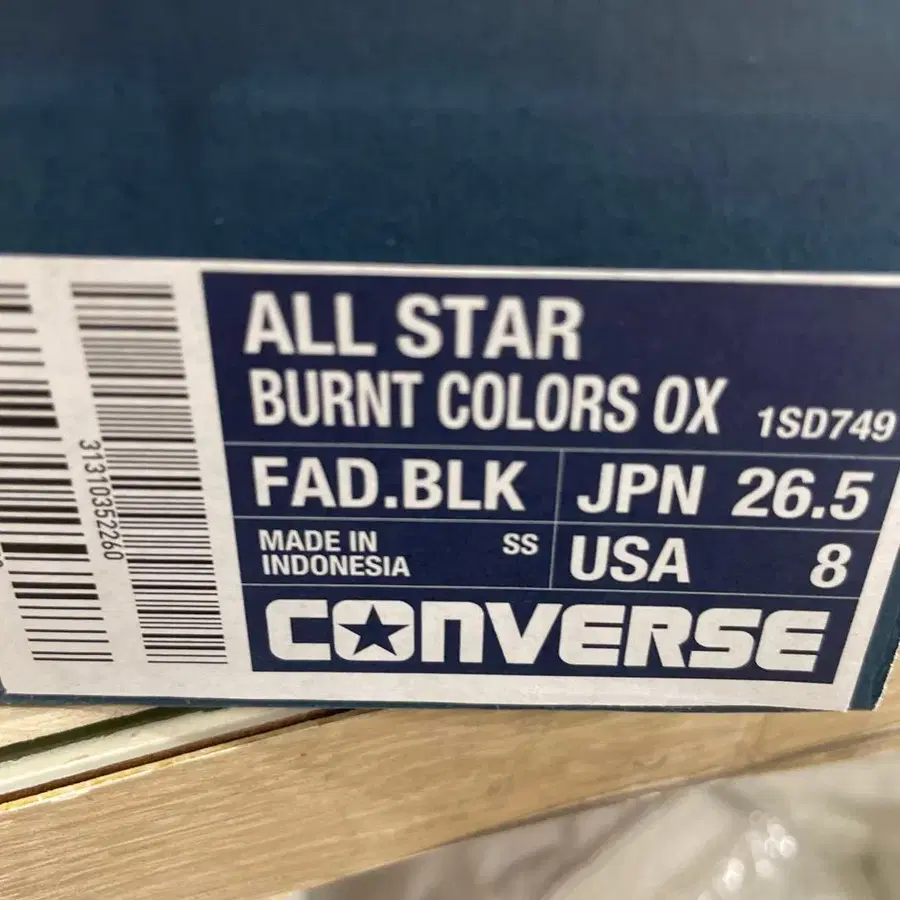 ALL STAR
BURNT COLORS OX 1SD749
FAD.BLK JPN 26.5
MADE IN INDONESIA SS USA 8
CONVERSE
31310352260